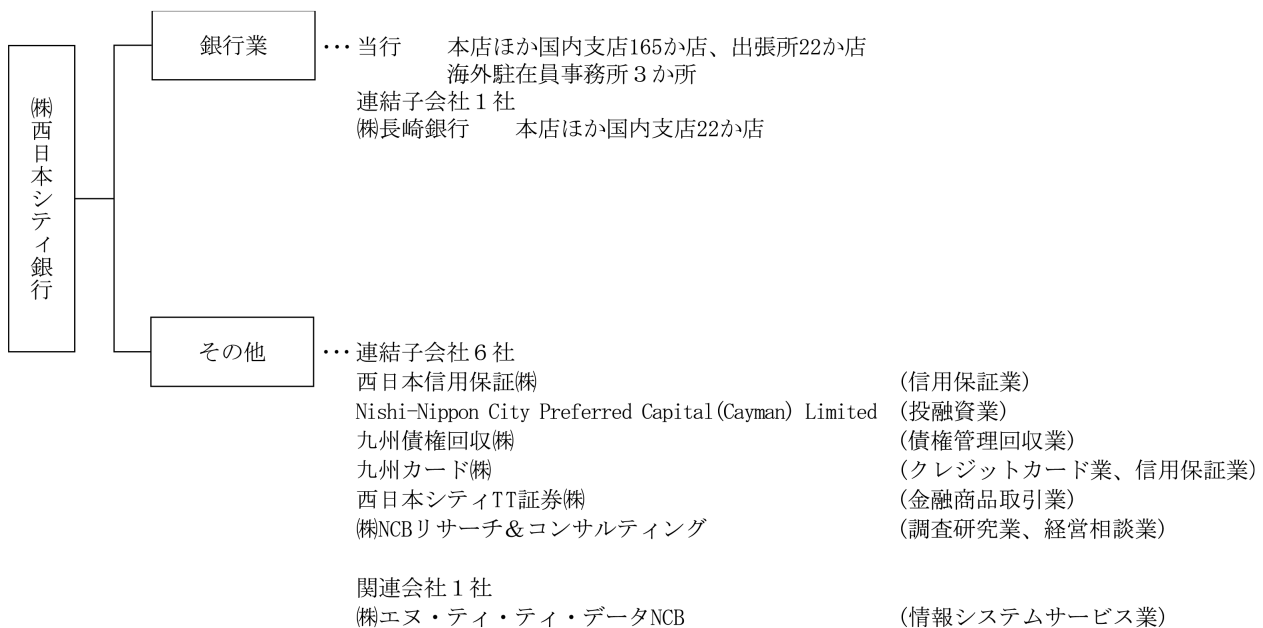 ㈱西日本シティ銀行
銀行業
… 当行 本店ほか国内支店165か店、出張所22か店
海外駐在員事務所３か所
連結子会社１社
㈱長崎銀行 本店ほか国内支店22か店
その他
… 連結子会社６社
西日本信用保証㈱ (信用保証業)
Nishi-Nippon City Preferred Capital(Cayman) Limited (投融資業)
九州債権回収㈱ (債権管理回収業)
九州カード㈱ (クレジットカード業、信用保証業)
西日本シティTT証券㈱ (金融商品取引業)
㈱NCBリサーチ＆コンサルティング (調査研究業、経営相談業)
関連会社１社
㈱エヌ・ティ・ティ・データNCB (情報システムサービス業)